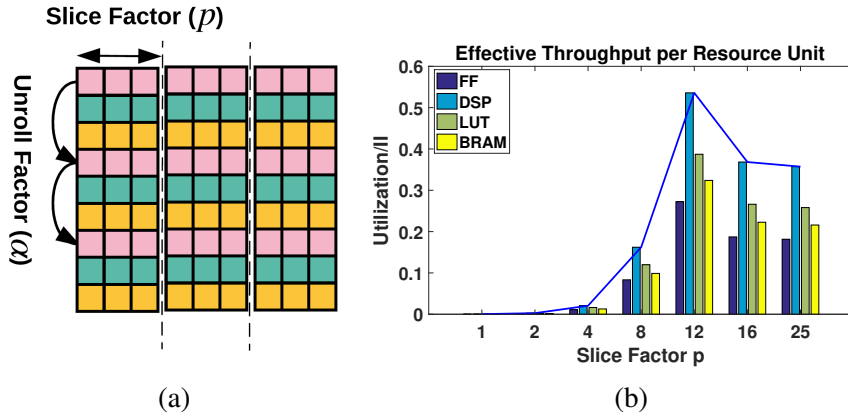 Slice Factor (p)
Unroll Factor (α)
(a)
Effective Throughput per Resource Unit
Utilization/II
0.6
0.5
0.4
0.3
0.2
0.1
0
FF
DSP
LUT
BRAM
1 2 4 8 12 16 25
Slice Factor p
(b)